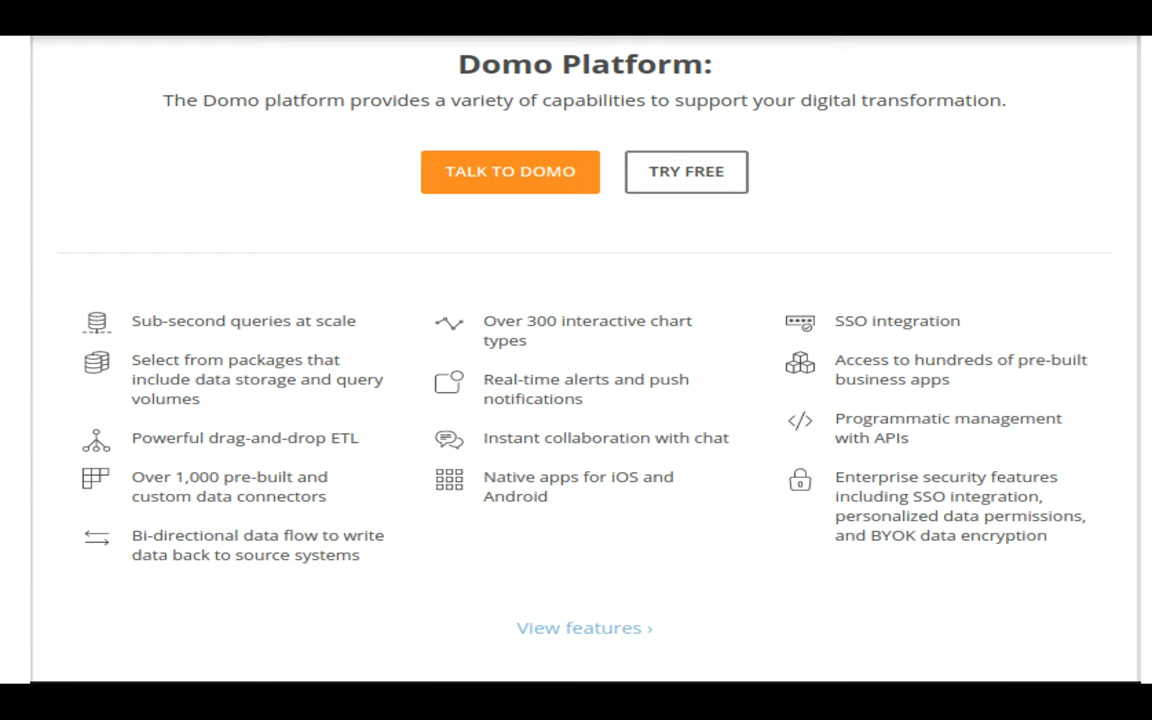 Domo Platform:
The Domo platform provides a variety of capabilities to support your digital transformation.
TALK TO DOMO
TRY FREE
Sub-second queries at scale
Select from packages that
include data storage and query
volumes
Powerful drag-and-drop ETL
Over 1,000 pre-built and
custom data connectors
Bi-directional data flow to write
data back to source systems
Over 300 interactive chart
types
Real-time alerts and push
notifications
Instant collaboration with chat
Native apps for iOS and
Android
SSO integration
Access to hundreds of pre-built
business apps
Programmatic management
with APIs
Enterprise security features
including SSO integration,
personalized data permissions,
and BYOK data encryption
View features ›